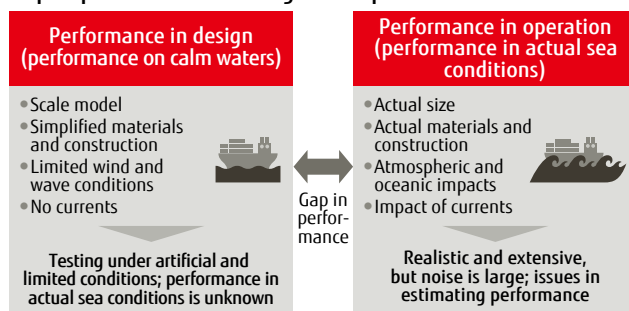 Performance in design
(performance on calm waters)
• Scale model
• Simplified materials
and construction
• Limited wind and
wave conditions
• No currents
Testing under artificial and
limited conditions; performance in
actual sea conditions is unknown
Gap in
perfor-
mance
Performance in operation
(performance in actual sea
conditions)
• Actual size
• Actual materials and
construction
• Atmospheric and
oceanic impacts
• Impact of currents
Realistic and extensive,
but noise is large; issues in
estimating performance